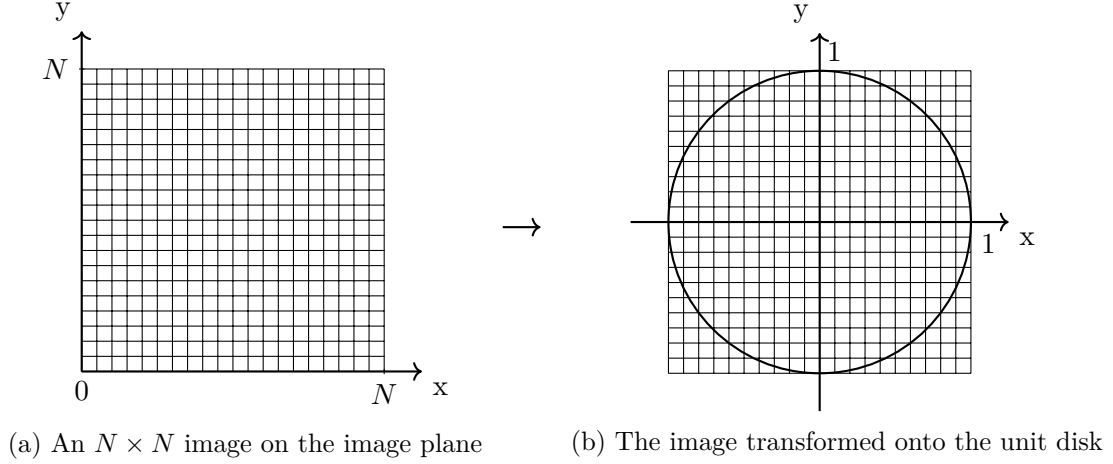 y
N
0
N
x
→
y
1
1
x
(a) An N × N image on the image plane
(b) The image transformed onto the unit disk